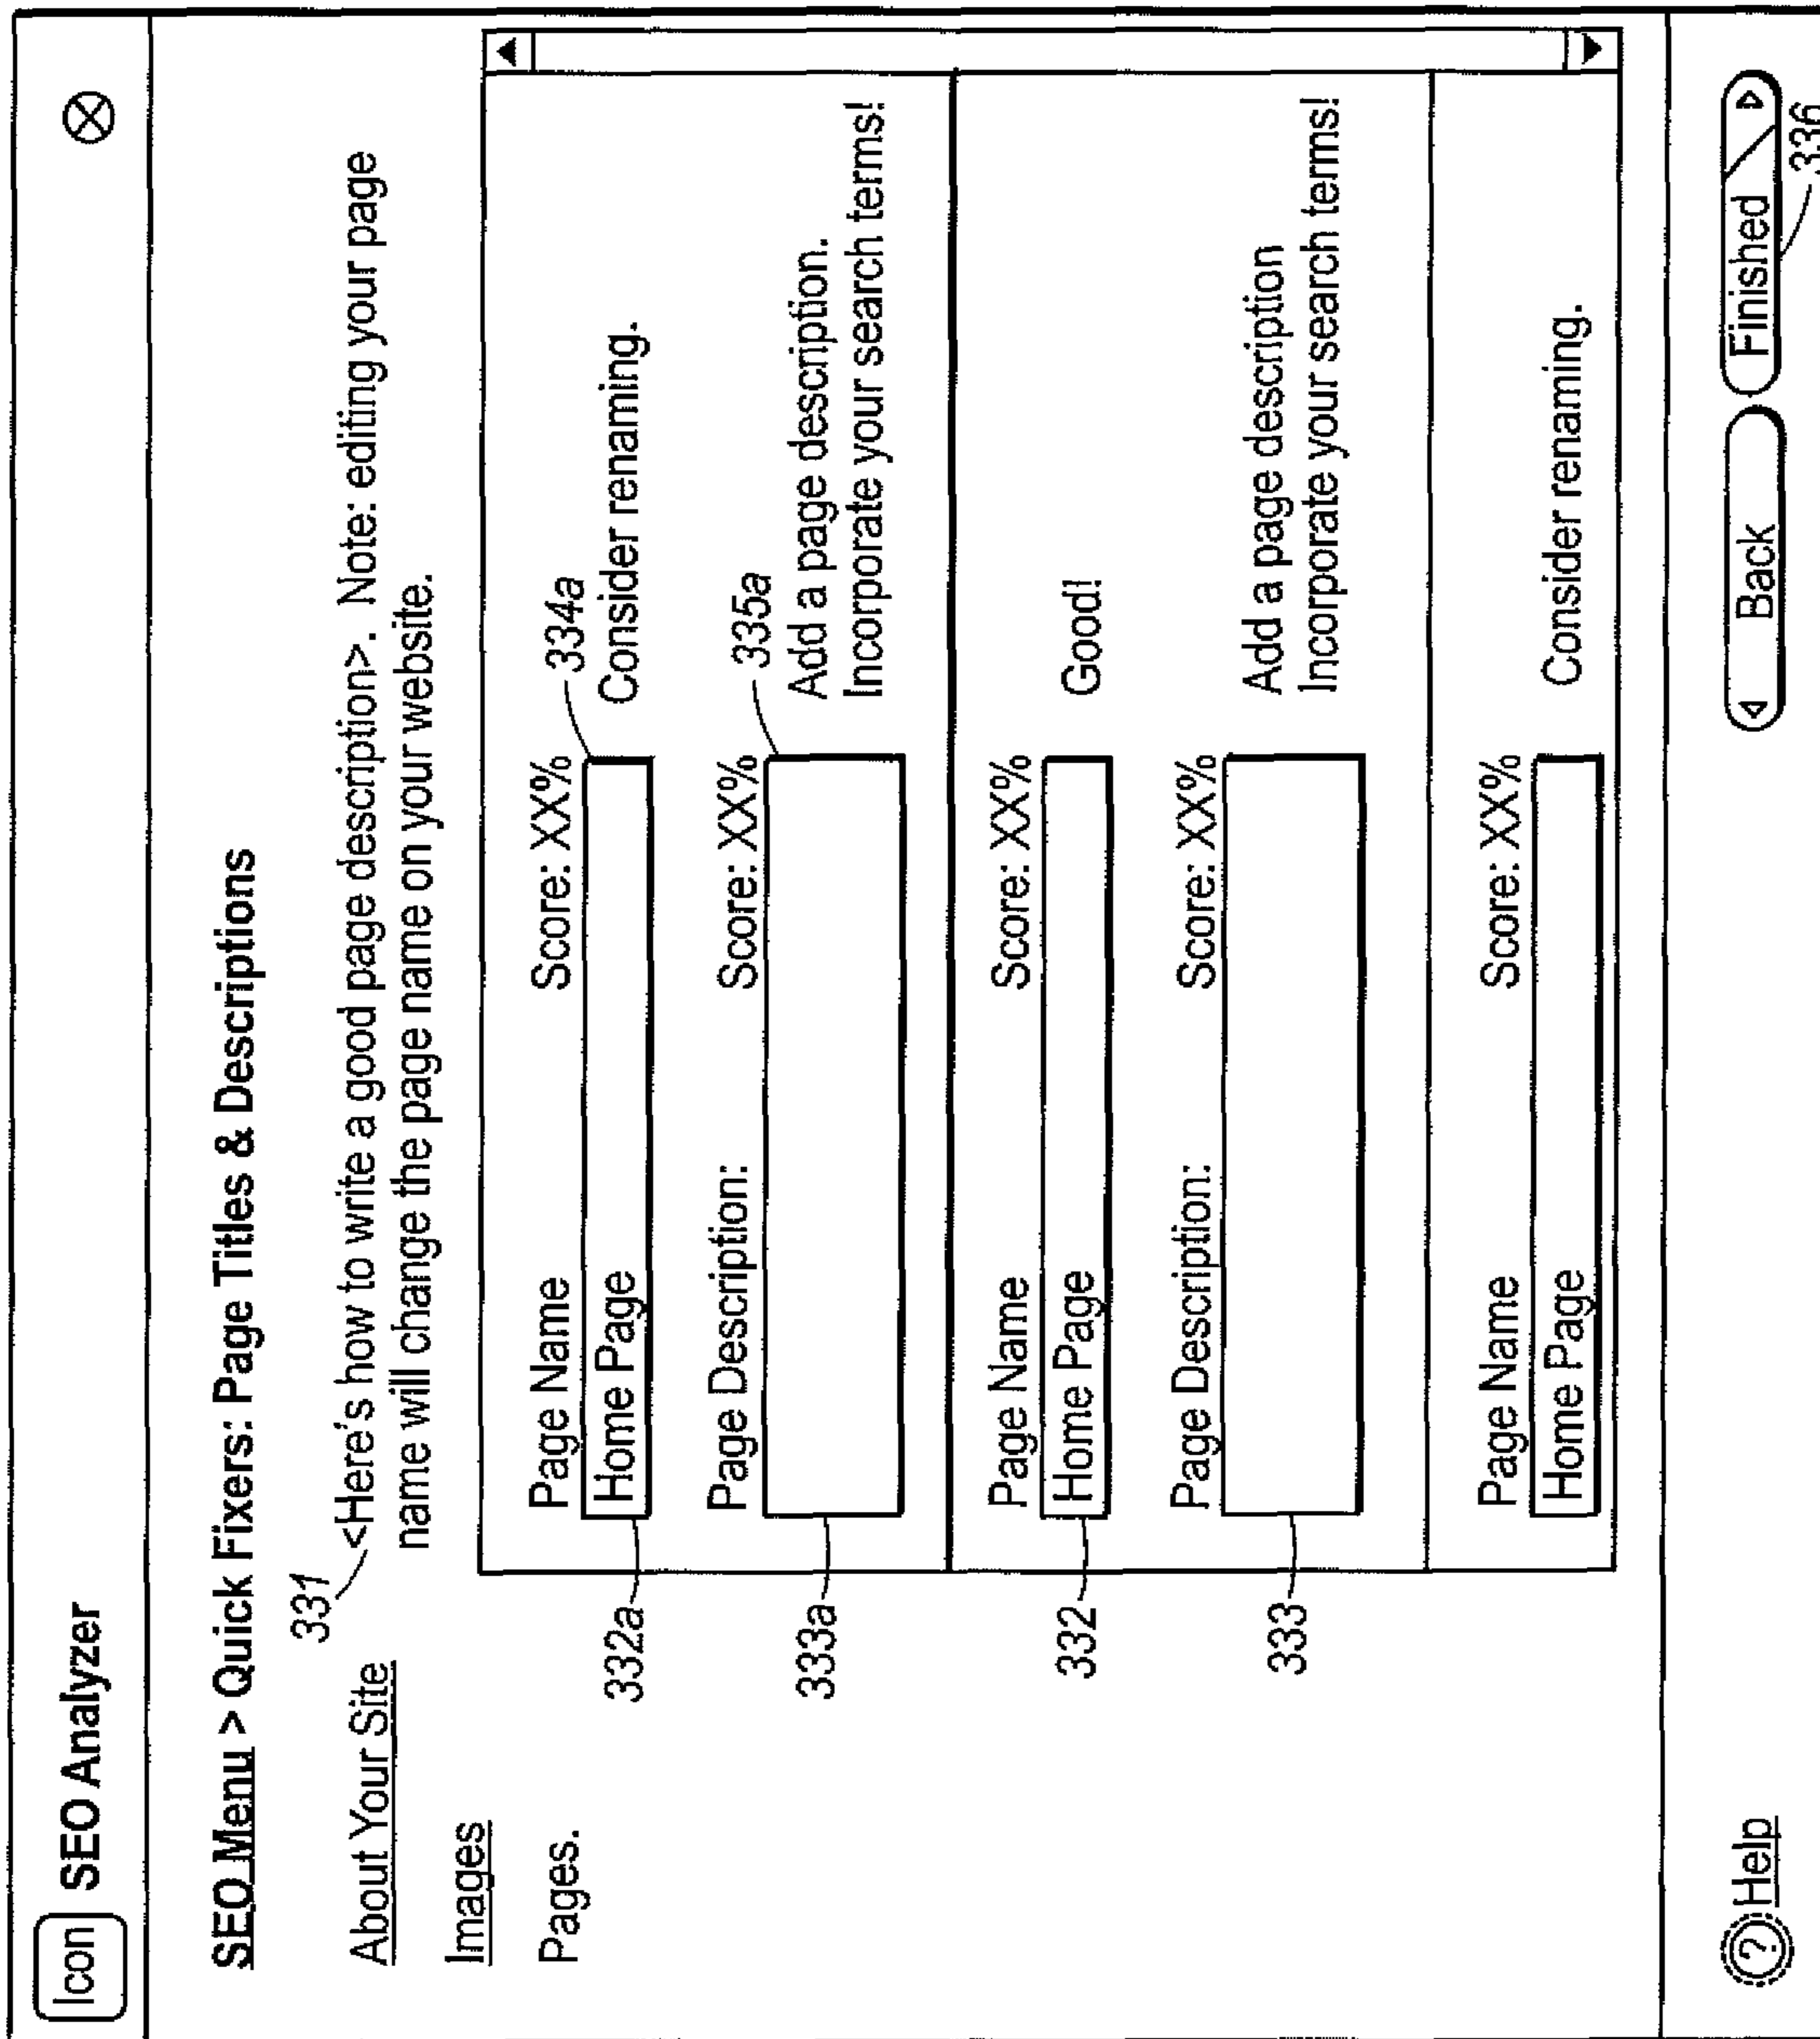 Icon SEO Analyzer
SEO Menu > Quick Fixers: Page Titles & Descriptions
331
<Here's how to write a good page description>. Note: editing your page
name will change the page name on your website.
About Your Site
Images
Pages.
Page Name Score: XX% 334a
332a Home Page Consider renaming.
Page Description: Score: XX% 335a
333a Add a page description.
Incorporate your search terms!
Page Name Score: XX%
332 Home Page Good!
Page Description: Score: XX%
333 Add a page description
Incorporate your search terms!
Page Name Score: XX%
Home Page Consider renaming.
? Help Back Finished
336